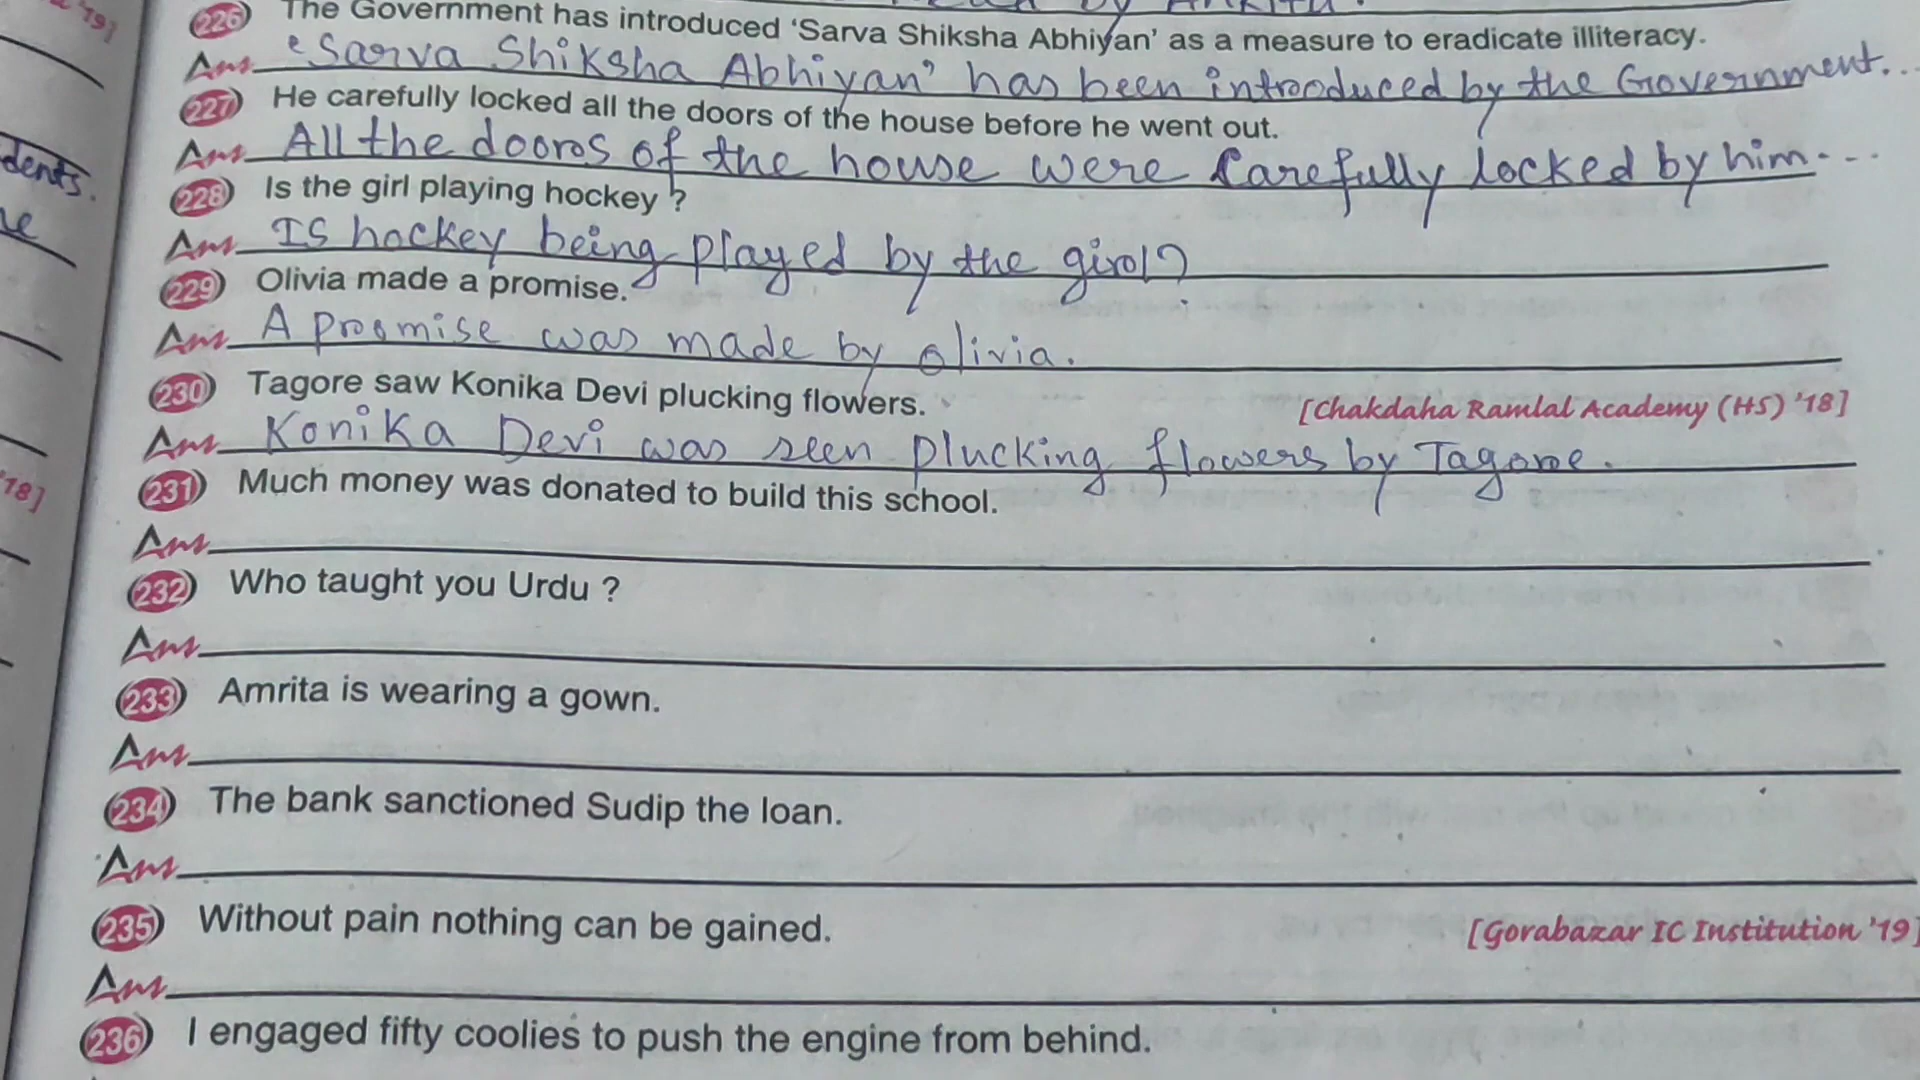 '19]
226 The Government has introduced 'Sarva Shiksha Abhiyan' as a measure to eradicate illiteracy.
Ans 'Sarva Shiksha Abhiyan' has been introduced by the Government...
227 He carefully locked all the doors of the house before he went out.
Ans All the doors of the house were carefully locked by him...
dents.
228 Is the girl playing hockey ?
Ans Is hockey being played by the girl?
229 Olivia made a promise.
Ans A promise was made by olivia.
230 Tagore saw Konika Devi plucking flowers. [Chakdaha Ramlal Academy (HS) '18]
Ans Konika Devi was seen plucking flowers by Tagore.
'18]
231 Much money was donated to build this school.
Ans
232 Who taught you Urdu ?
Ans
233 Amrita is wearing a gown.
Ans
234 The bank sanctioned Sudip the loan.
Ans
235 Without pain nothing can be gained. [Gorabazar IC Institution '19]
Ans
236 I engaged fifty coolies to push the engine from behind.